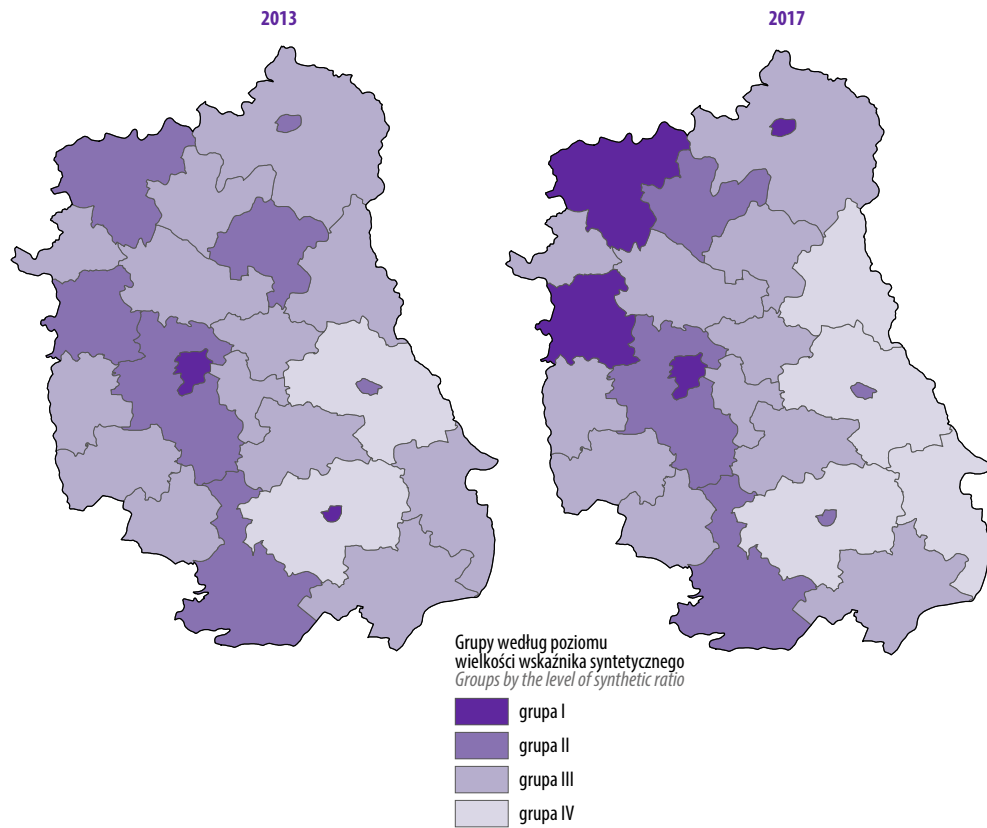 2013
2017
Grupy według poziomu
wielkości wskaźnika syntetycznego
Groups by the level of synthetic ratio
grupa I
grupa II
grupa III
grupa IV